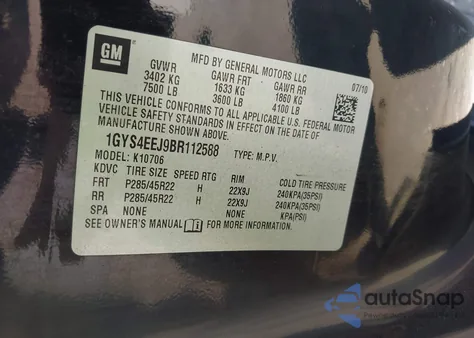 GM
MFD BY GENERAL MOTORS LLC
07/10
GVWR GAWR FRT GAWR RR
3402 KG 1633 KG 1860 KG
7500 LB 3600 LB 4100 LB
THIS VEHICLE CONFORMS TO ALL APPLICABLE U.S. FEDERAL MOTOR
VEHICLE SAFETY STANDARDS IN EFFECT ON THE DATE OF
MANUFACTURE SHOWN ABOVE.
1GYS4EEJ9BR112588 TYPE: M.P.V.
MODEL: K10706
KDVC TIRE SIZE SPEED RTG RIM COLD TIRE PRESSURE
FRT P285/45R22 H 22X9J 240KPA(35PSI)
RR P285/45R22 H 22X9J 240KPA(35PSI)
SPA NONE NONE KPA(PSI)
SEE OWNER'S MANUAL i FOR MORE INFORMATION.
autoSnap